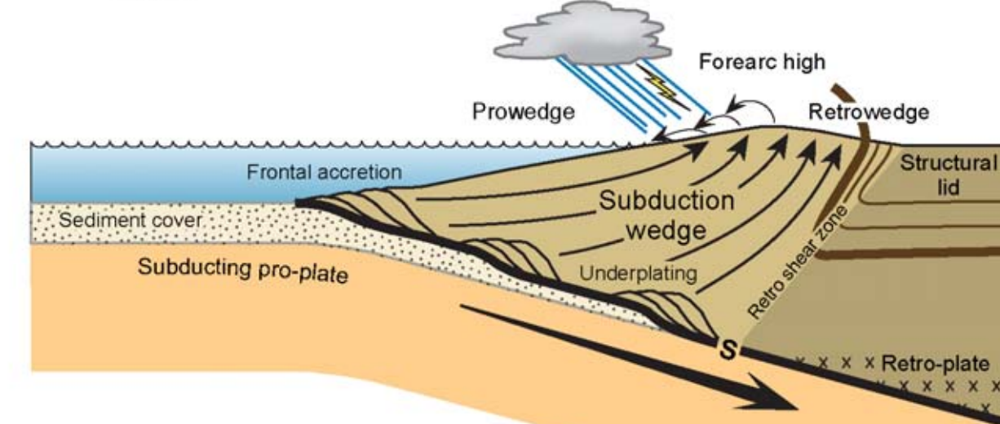 Forearc high
Prowedge
Retrowedge
Frontal accretion
Structural
lid
Subduction
wedge
Sediment cover
Subducting pro-plate
Underplating
Retro shear zone
S
Retro-plate